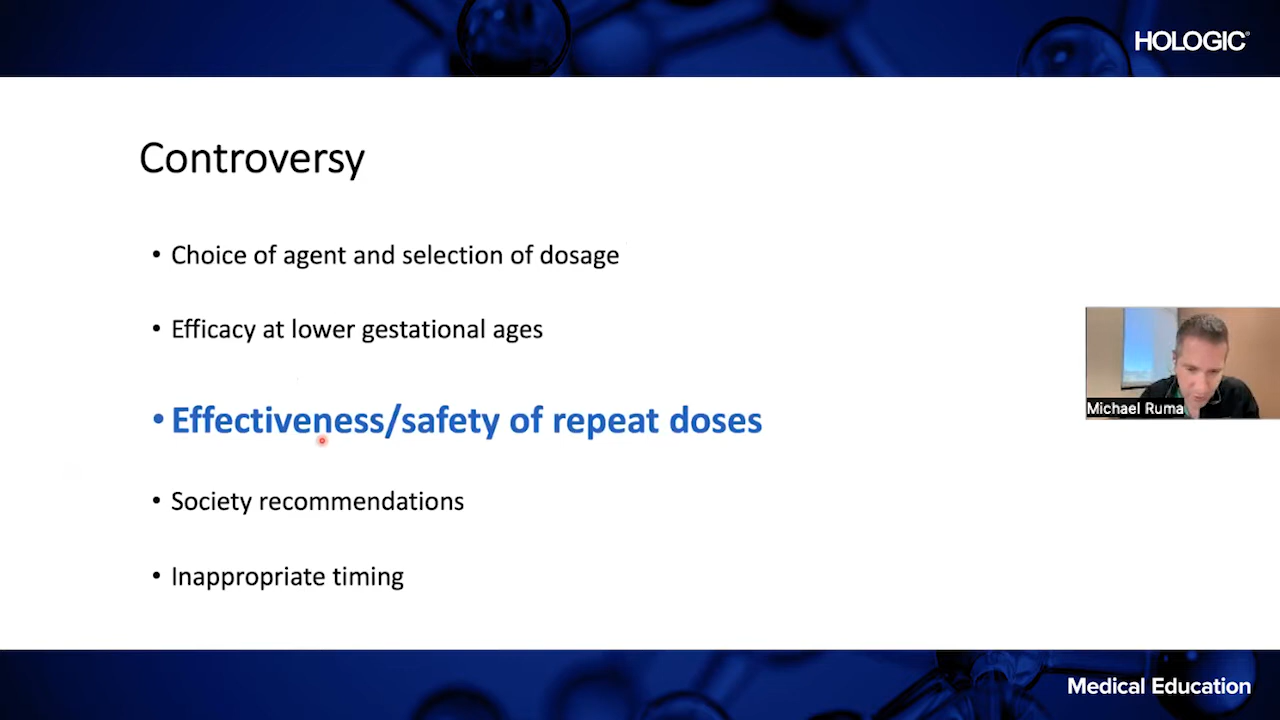 HOLOGIC®
Controversy
• Choice of agent and selection of dosage
• Efficacy at lower gestational ages
• Effectiveness/safety of repeat doses
• Society recommendations
• Inappropriate timing
Michael Ruma
Medical Education